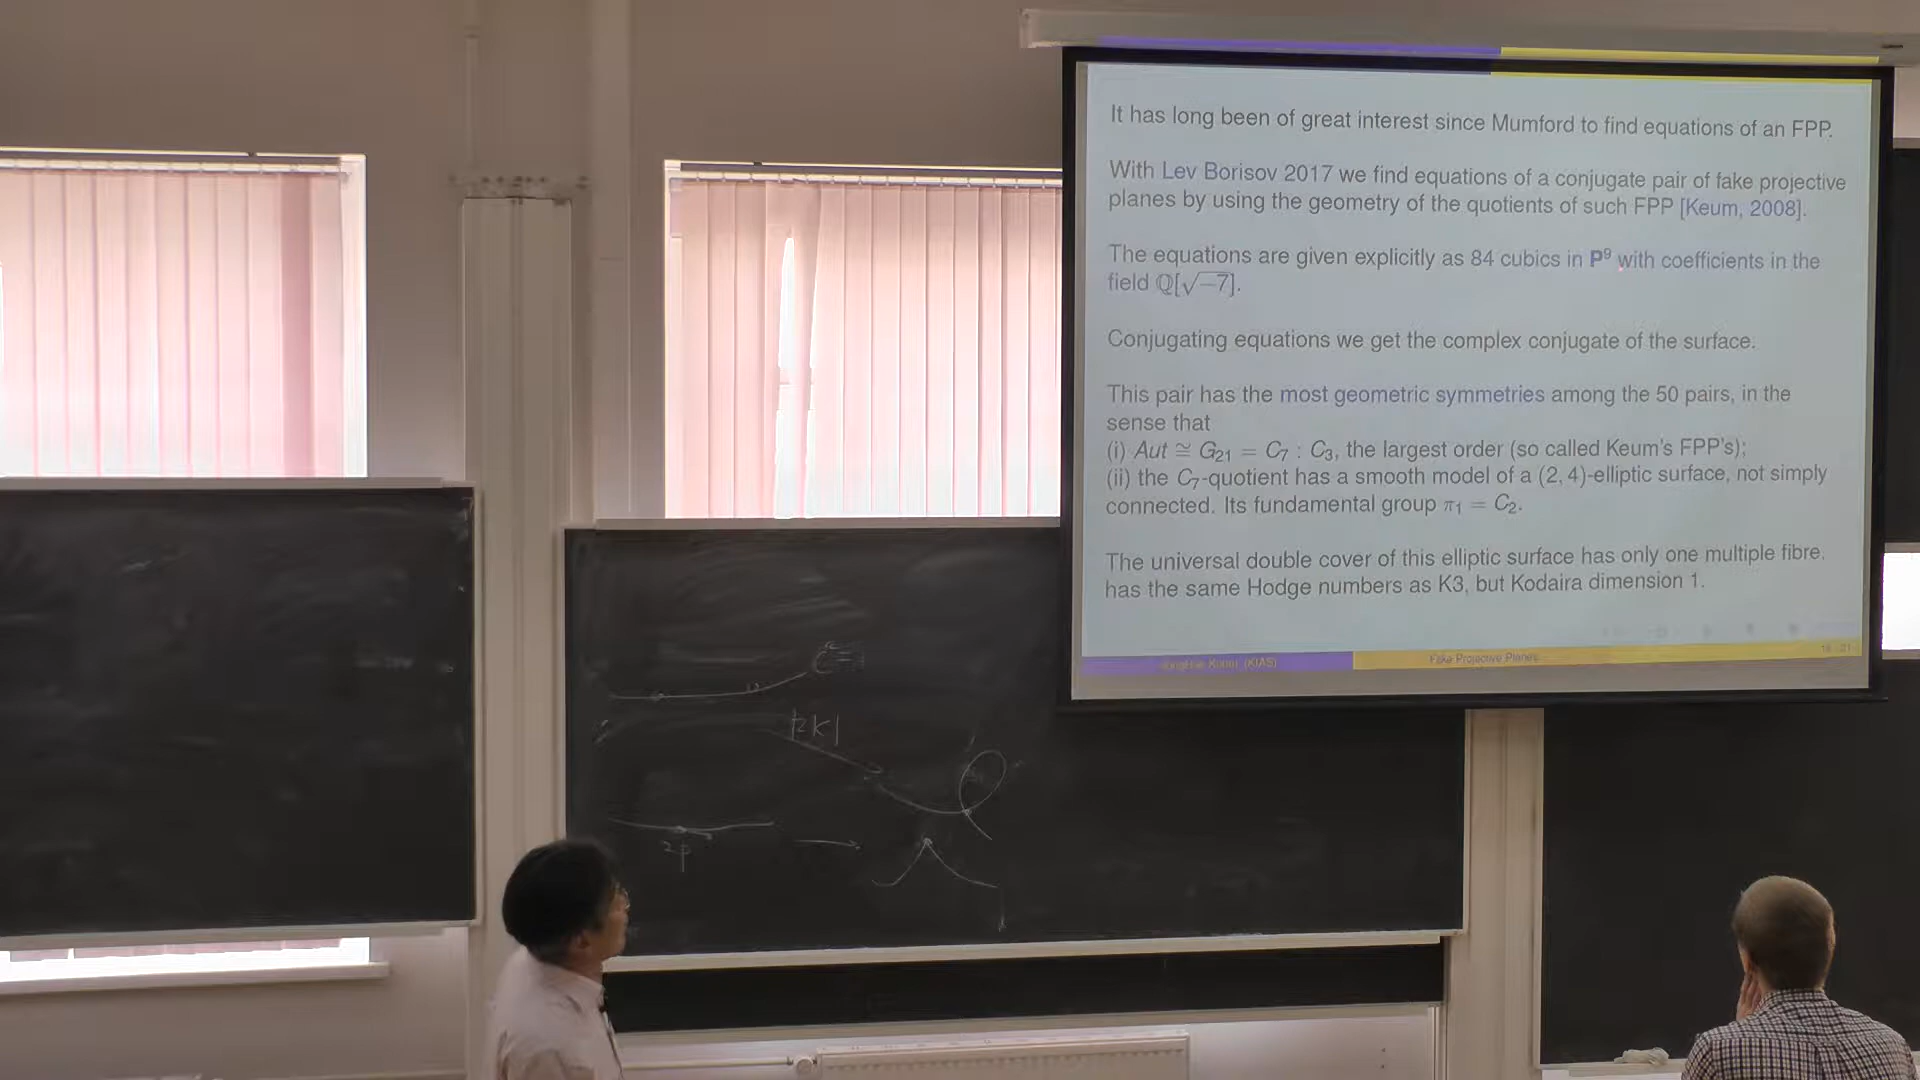 It has long been of great interest since Mumford to find equations of an FPP.
With Lev Borisov 2017 we find equations of a conjugate pair of fake projective
planes by using the geometry of the quotients of such FPP [Keum, 2008].
The equations are given explicitly as 84 cubics in P⁹ with coefficients in the
field ℚ[√−7].
Conjugating equations we get the complex conjugate of the surface.
This pair has the most geometric symmetries among the 50 pairs, in the
sense that
(i) Aut ≅ G₂₁ = C₇ : C₃, the largest order (so called Keum's FPP's);
(ii) the C₇-quotient has a smooth model of a (2, 4)-elliptic surface, not simply
connected. Its fundamental group π₁ = C₂.
The universal double cover of this elliptic surface has only one multiple fibre,
has the same Hodge numbers as K3, but Kodaira dimension 1.
JongHae Keum (KIAS)
Fake Projective Planes
|2K|
2p